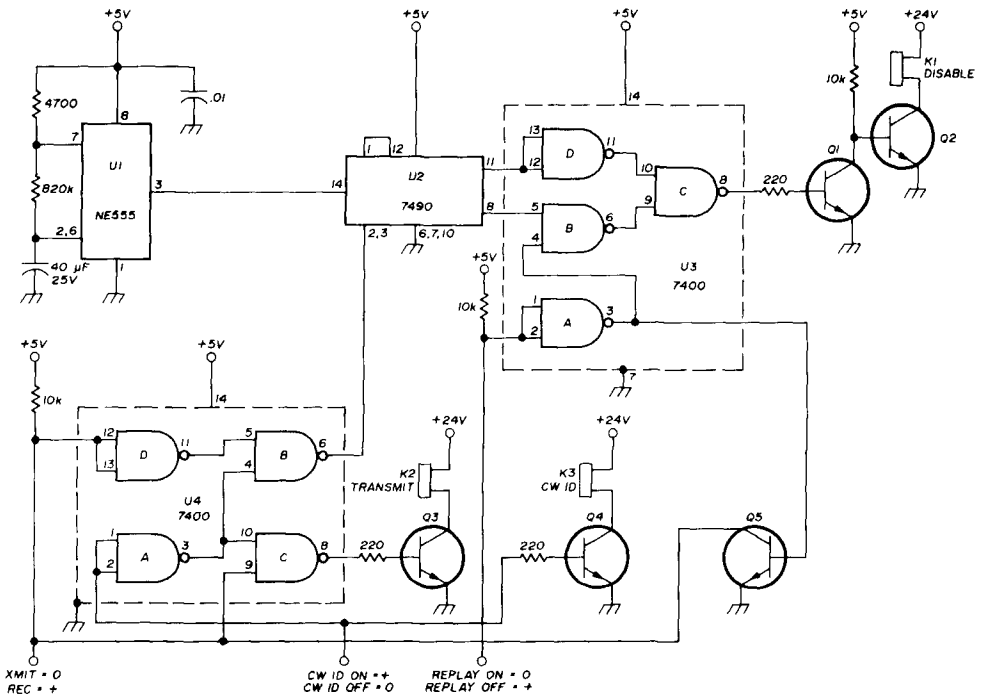 +5V
+5V
+5V
+5V
+24V
K1
DISABLE
4700
.01
10k
8
7
U1
14
Q2
Q1
1
12
13
12
D
11
11
10
C
8
220
9
820k
3
14
U2
7490
NE555
8
5
B
6
4
2,6
2,3
6,7,10
U3
7400
40 µF
25V
1
+5V
10k
1
2
A
3
7
+5V
+5V
10k
14
+24V
+24V
12
13
D
11
5
B
6
4
K2
TRANSMIT
K3
CW ID
U4
7400
Q3
Q4
Q5
1
2
A
3
10
C
8
9
220
220
XMIT = 0
REC = +
CW ID ON = +
CW ID OFF = 0
REPLAY ON = 0
REPLAY OFF = +